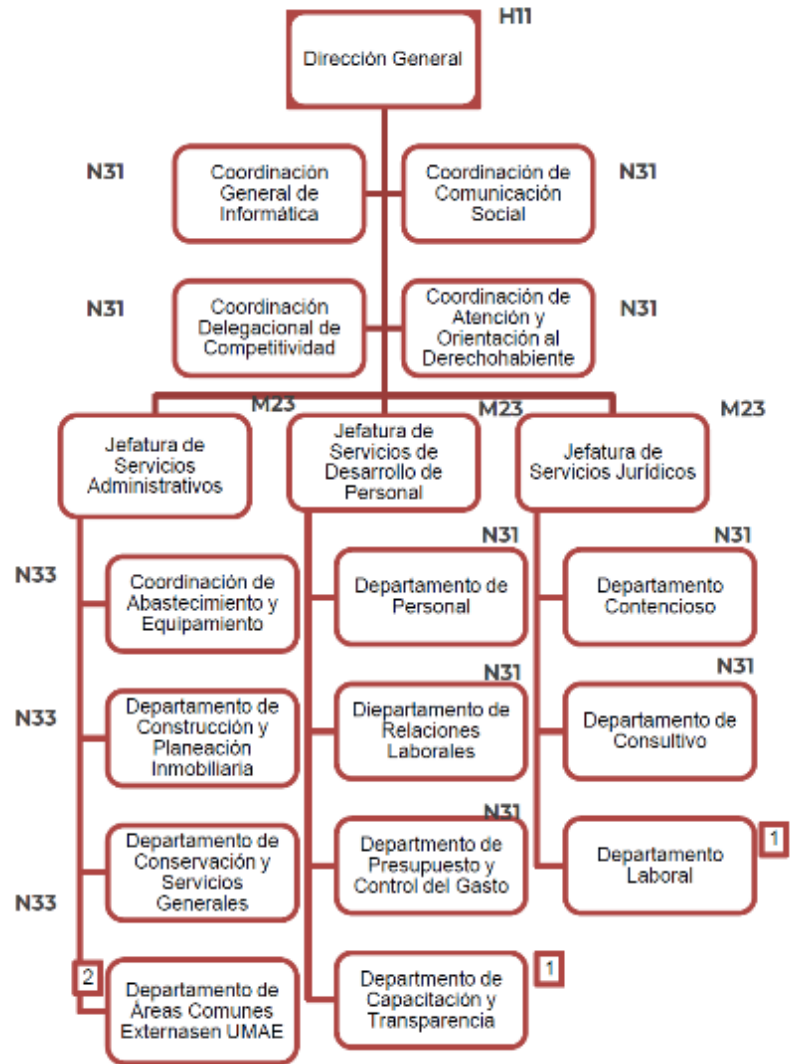 H11
Dirección General
N31
Coordinación
General de
Informática
Coordinación de
Comunicación
Social
N31
N31
Coordinación
Delegacional de
Competitividad
Coordinación de
Atención y
Orientación al
Derechohabiente
N31
M23
Jefatura de
Servicios
Administrativos
M23
Jefatura de
Servicios de
Desarrollo de
Personal
M23
Jefatura de
Servicios Jurídicos
N33
Coordinación de
Abastecimiento y
Equipamiento
N31
Departamento de
Personal
N31
Departamento
Contencioso
N33
Departamento de
Construcción y
Planeación
Inmobiliaria
N31
Diepartamento de
Relaciones
Laborales
N31
Departamento de
Consultivo
N33
Departamento de
Conservación y
Servicios
Generales
N31
Departmento de
Presupuesto y
Control del Gasto
1
Departamento
Laboral
2
Departamento de
Áreas Comunes
Externasen UMAE
1
Departmento de
Capacitación y
Transparencia